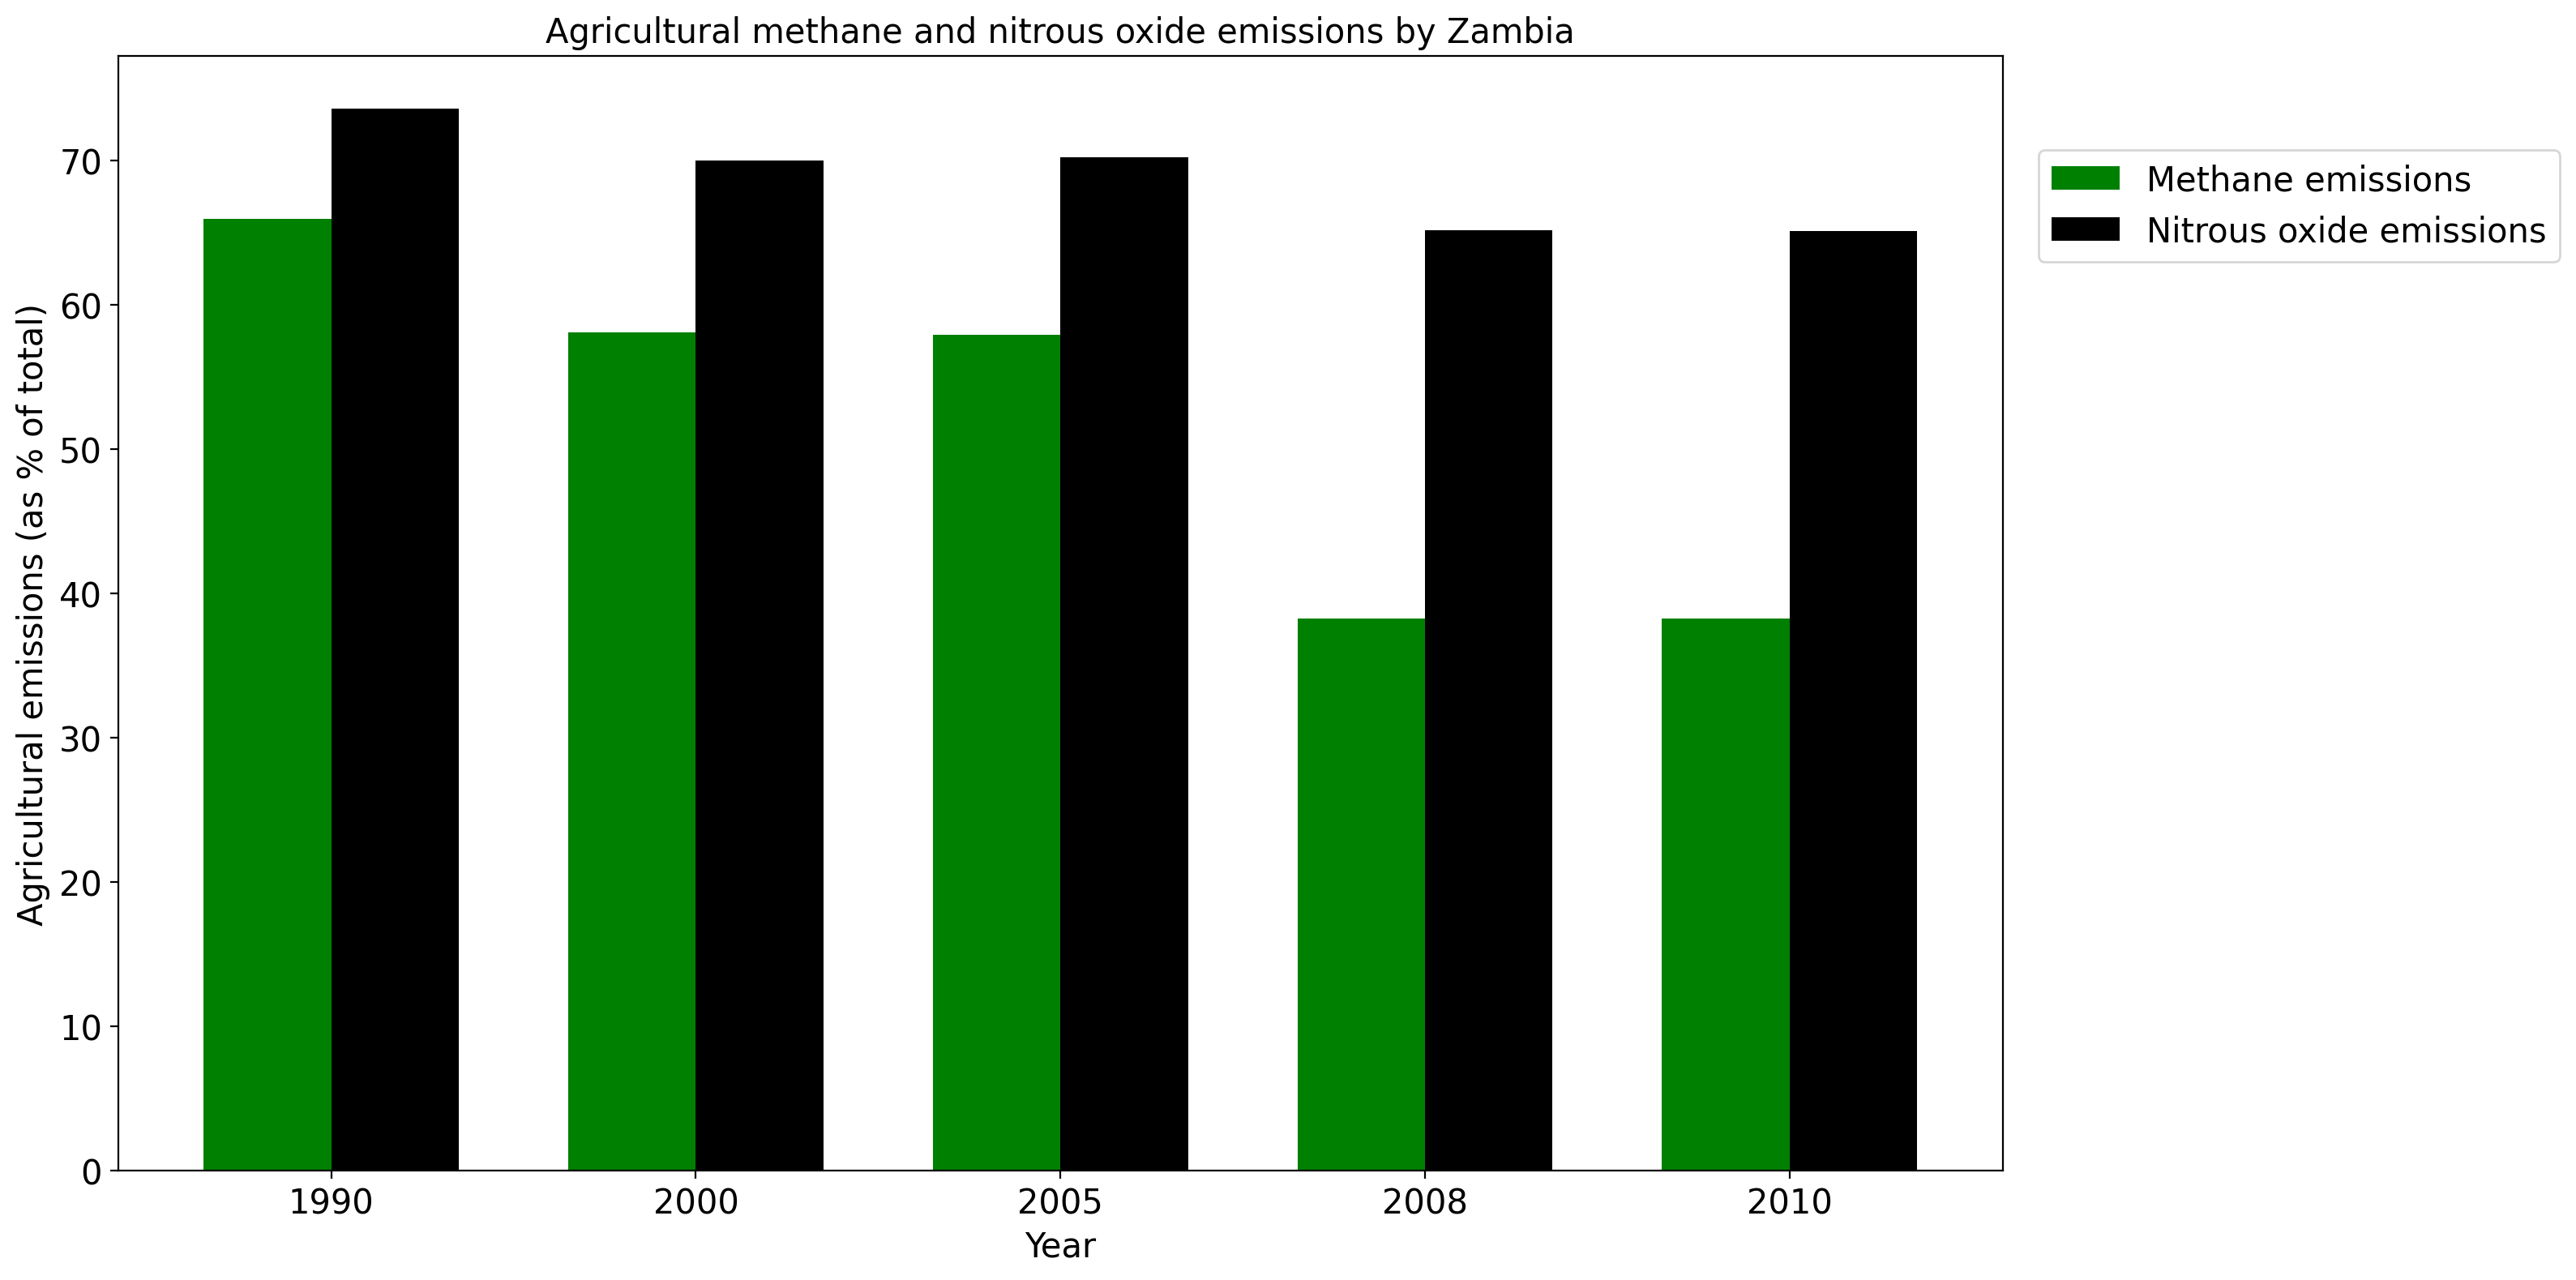 Agricultural methane and nitrous oxide emissions by Zambia
Agricultural emissions (as % of total)
70
60
50
40
30
20
10
0
1990 2000 2005 2008 2010
Year
Methane emissions
Nitrous oxide emissions